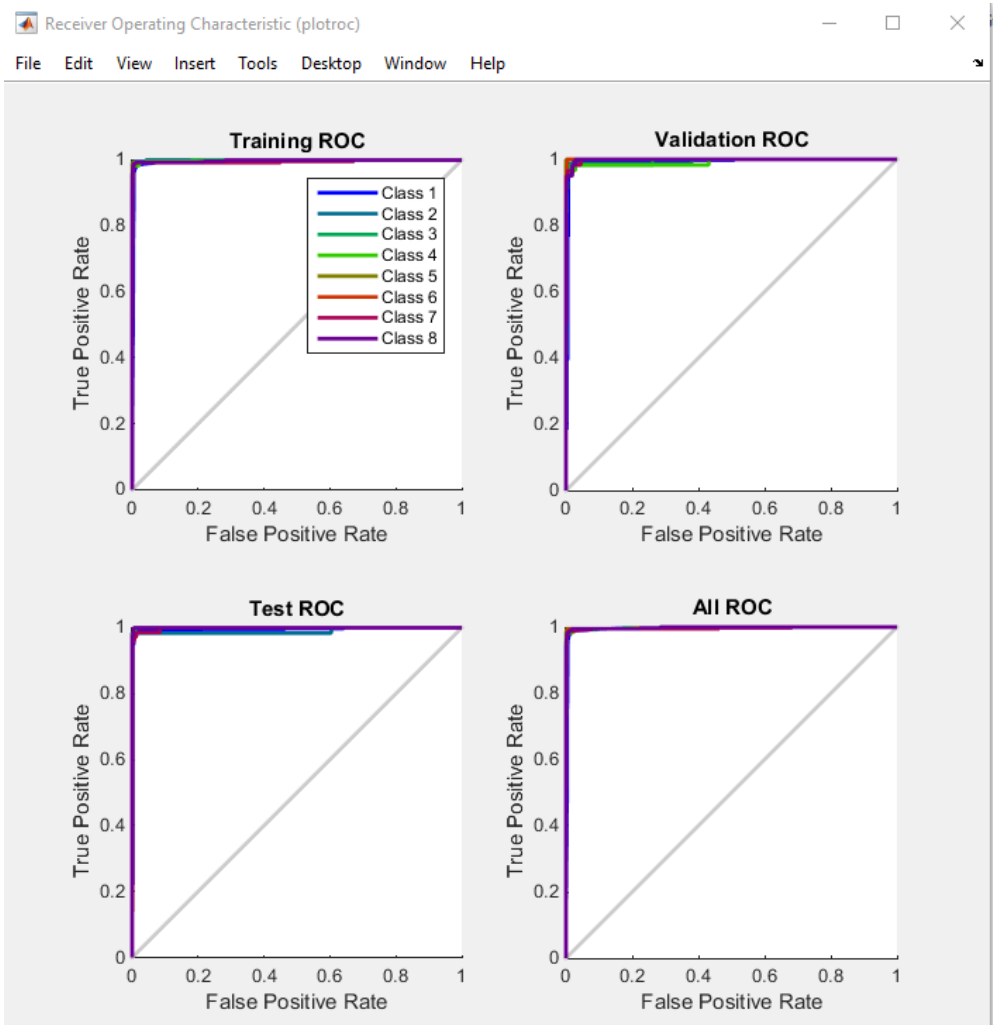 Receiver Operating Characteristic (plotroc)
File Edit View Insert Tools Desktop Window Help
Training ROC
1
0.8
0.6
0.4
0.2
0
True Positive Rate
Class 1
Class 2
Class 3
Class 4
Class 5
Class 6
Class 7
Class 8
0 0.2 0.4 0.6 0.8 1
False Positive Rate
Validation ROC
1
0.8
0.6
0.4
0.2
0
True Positive Rate
0 0.2 0.4 0.6 0.8 1
False Positive Rate
Test ROC
1
0.8
0.6
0.4
0.2
0
True Positive Rate
0 0.2 0.4 0.6 0.8 1
False Positive Rate
All ROC
1
0.8
0.6
0.4
0.2
0
True Positive Rate
0 0.2 0.4 0.6 0.8 1
False Positive Rate